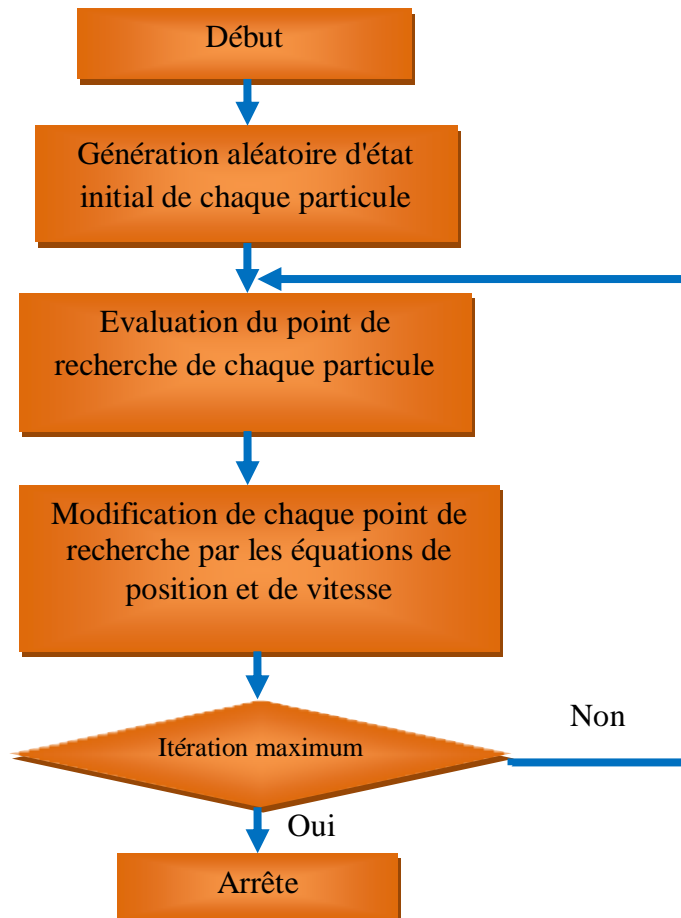 Début
Génération aléatoire d'état
initial de chaque particule
Evaluation du point de
recherche de chaque particule
Modification de chaque point de
recherche par les équations de
position et de vitesse
Itération maximum
Non
Oui
Arrête